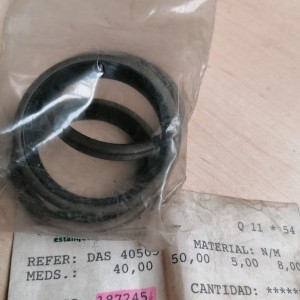 Q 11 * 54
REFER: DAS 40505
MATERIAL: N/M
MEDS.: 40,00 50,00 5,00 8,00
187245
CANTIDAD: *****